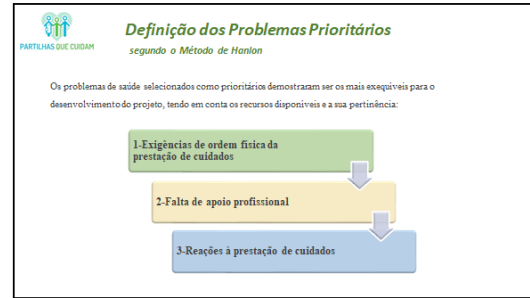 PARTILHAS QUE CUIDAM
Definição dos Problemas Prioritários
segundo o Método de Hanlon
Os problemas de saúde selecionados como prioritários demostraram ser os mais exequiveis para o
desenvolvimento do projeto, tendo em conta os recursos disponiveis e a sua pertinência:
1-Exigências de ordem física da
prestação de cuidados
2-Falta de apoio profissional
3-Reações à prestação de cuidados